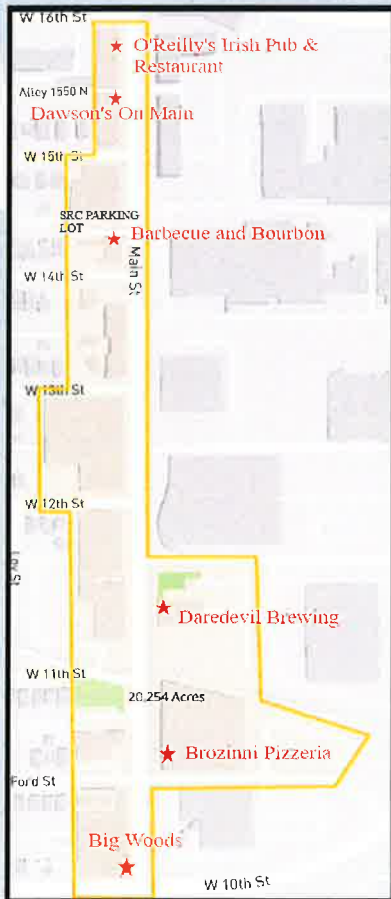 W 16th St
O'Reilly's Irish Pub &
Restaurant
Alley 1550 N
Dawson's On Main
W 15th St
SRC PARKING
LOT
Barbecue and Bourbon
Main St
W 14th St
W 13th St
W 12th St
Daredevil Brewing
W 11th St
20,254 Acres
Brozinni Pizzeria
Ford St
Big Woods
W 10th St